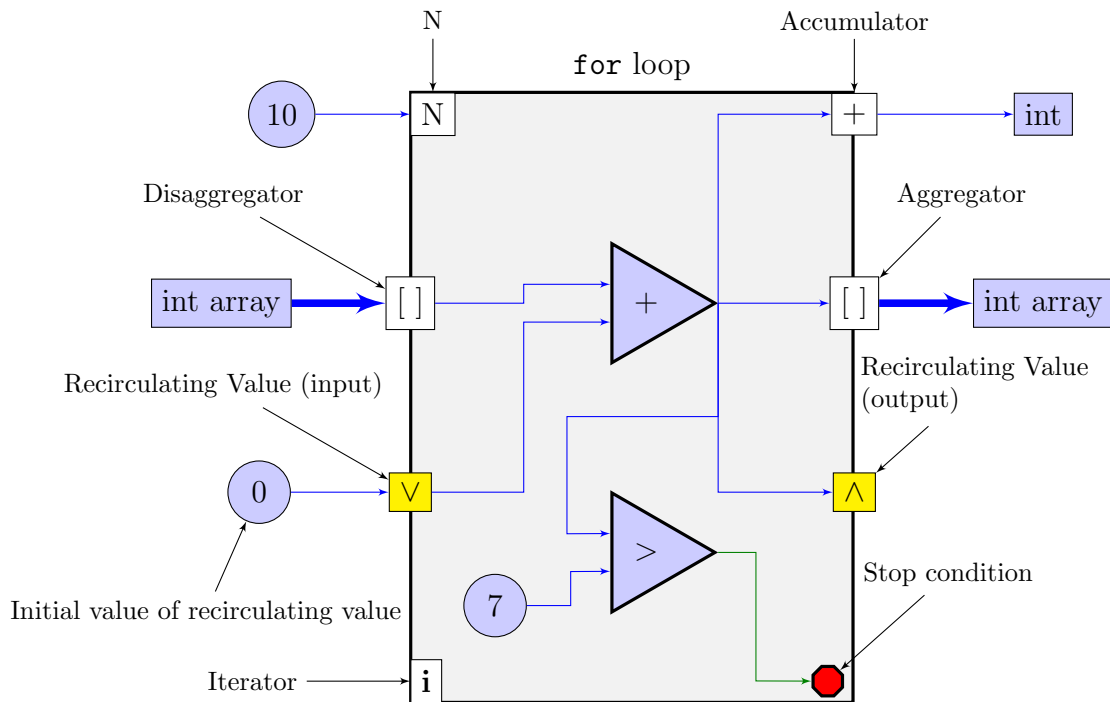 N
Accumulator
for loop
10
N
+
int
Disaggregator
Aggregator
int array
[ ]
+
[ ]
int array
Recirculating Value (input)
Recirculating Value
(output)
0
∨
∧
>
7
Stop condition
Initial value of recirculating value
Iterator
i